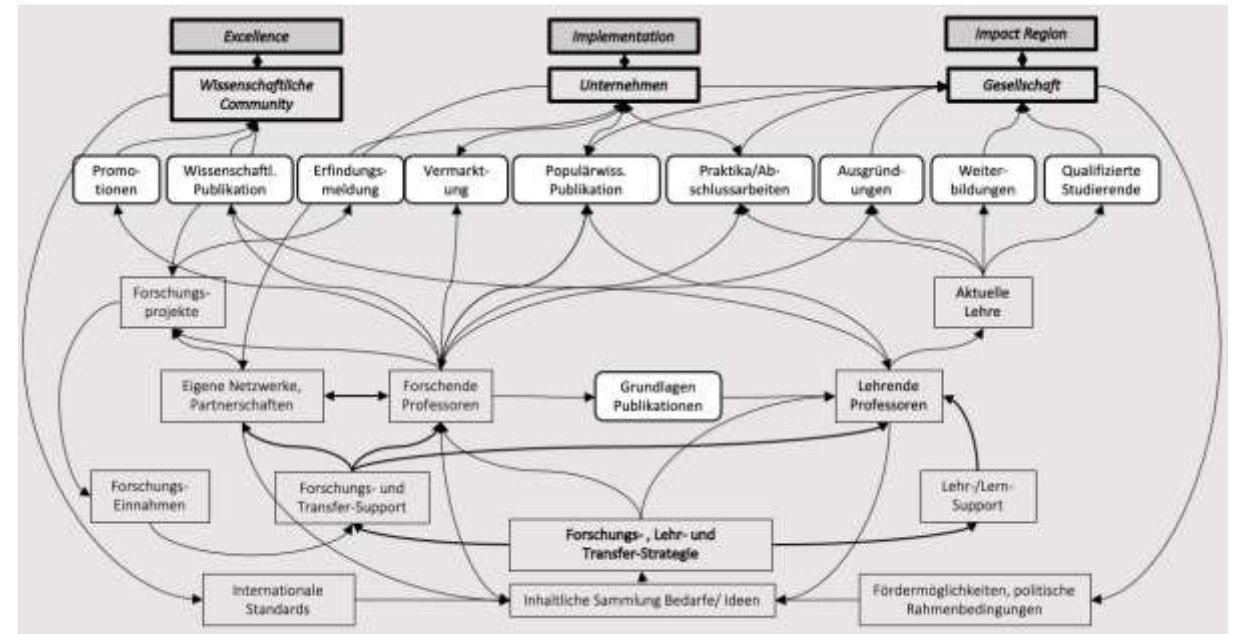 Excellence
Implementation
Impact Region
Wissenschaftliche
Community
Unternehmen
Gesellschaft
Promo-
tionen
Wissenschaftl.
Publikation
Erfindungs-
meldung
Vermarkt-
ung
Populärwiss.
Publikation
Praktika/Ab-
schlussarbeiten
Ausgründ-
ungen
Weiter-
bildungen
Qualifizierte
Studierende
Forschungs-
projekte
Aktuelle
Lehre
Eigene Netzwerke,
Partnerschaften
Forschende
Professoren
Grundlagen
Publikationen
Lehrende
Professoren
Forschungs-
Einnahmen
Forschungs- und
Transfer-Support
Lehr-/Lern-
Support
Forschungs- , Lehr- und
Transfer-Strategie
Internationale
Standards
Inhaltliche Sammlung Bedarfe/ Ideen
Fördermöglichkeiten, politische
Rahmenbedingungen